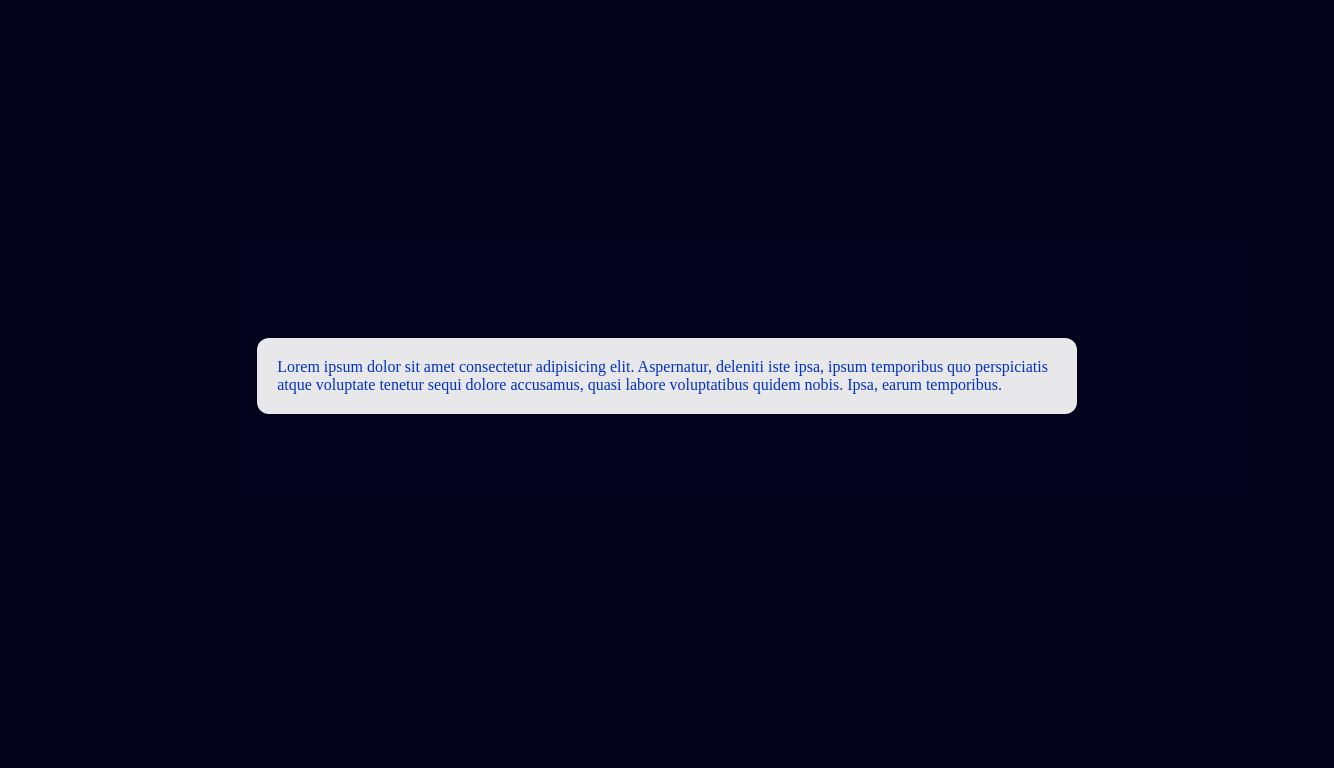 Lorem ipsum dolor sit amet consectetur adipisicing elit. Aspernatur, deleniti iste ipsa, ipsum temporibus quo perspiciatis
atque voluptate tenetur sequi dolore accusamus, quasi labore voluptatibus quidem nobis. Ipsa, earum temporibus.